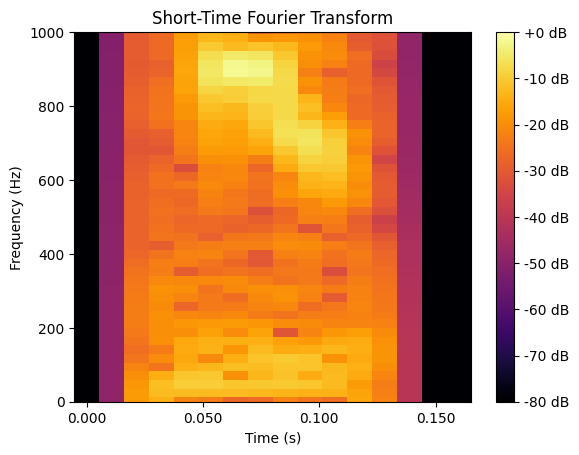 Short-Time Fourier Transform
1000
800
600
400
200
0
Frequency (Hz)
0.000
0.050
0.100
0.150
Time (s)
+0 dB
-10 dB
-20 dB
-30 dB
-40 dB
-50 dB
-60 dB
-70 dB
-80 dB